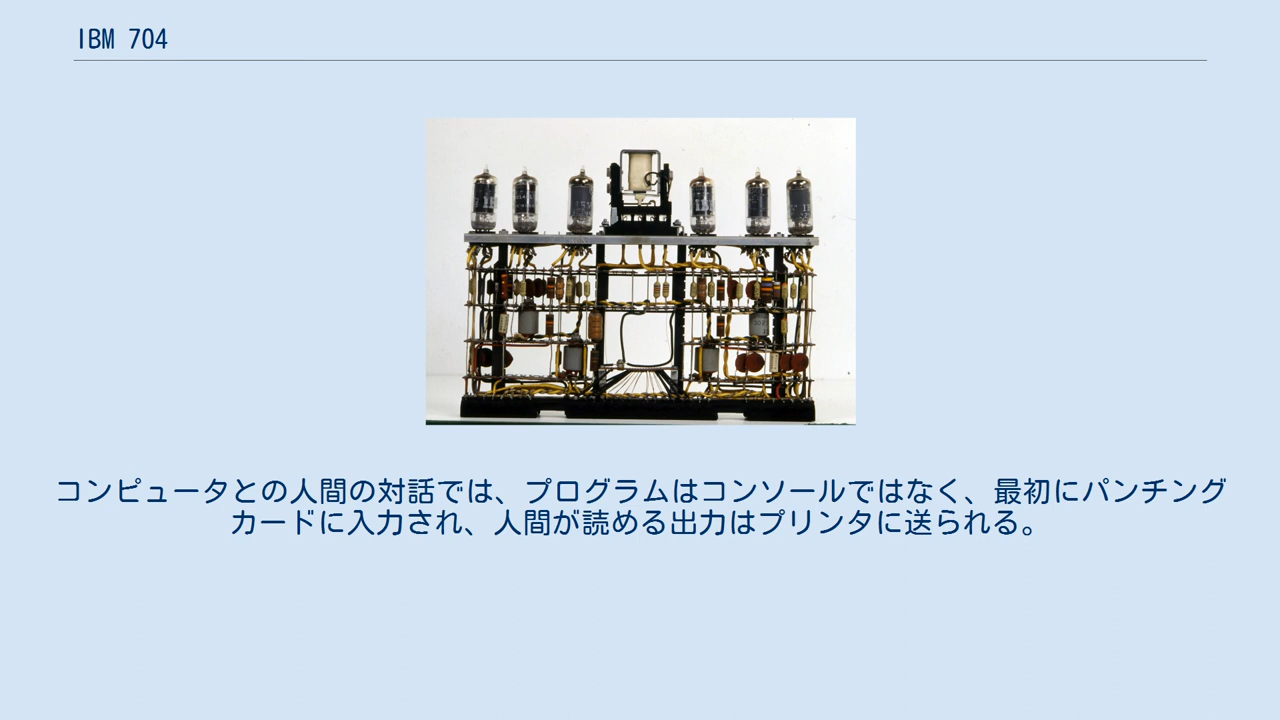 IBM 704
コンピュータとの人間の対話では、プログラムはコンソールではなく、最初にパンチング
カードに入力され、人間が読める出力はプリンタに送られる。